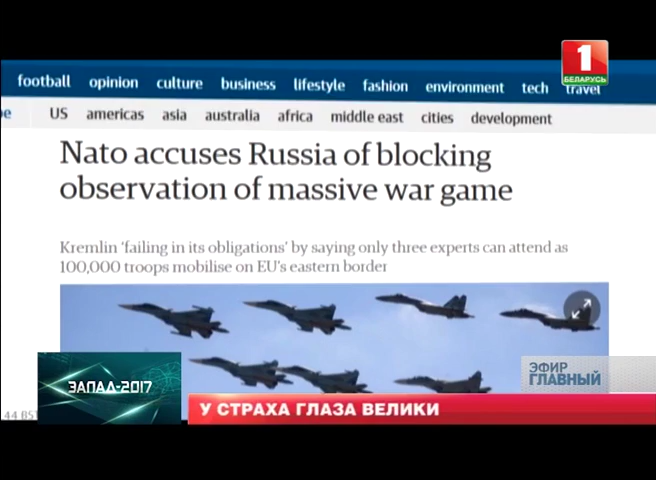 1
БЕЛАРУСЬ
football opinion culture business lifestyle fashion environment tech travel
US americas asia australia africa middle east cities development
Nato accuses Russia of blocking
observation of massive war game
Kremlin ‘failing in its obligations’ by saying only three experts can attend as
100,000 troops mobilise on EU’s eastern border
ЗАПАД-2017
ЭФИР
ГЛАВНЫЙ
44 BST
У СТРАХА ГЛАЗА ВЕЛИКИ